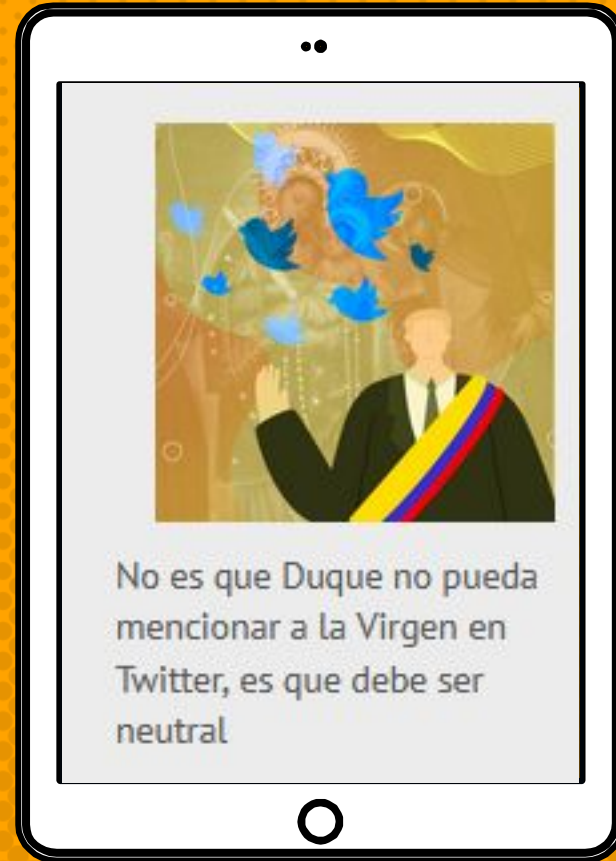 No es que Duque no pueda
mencionar a la Virgen en
Twitter, es que debe ser
neutral